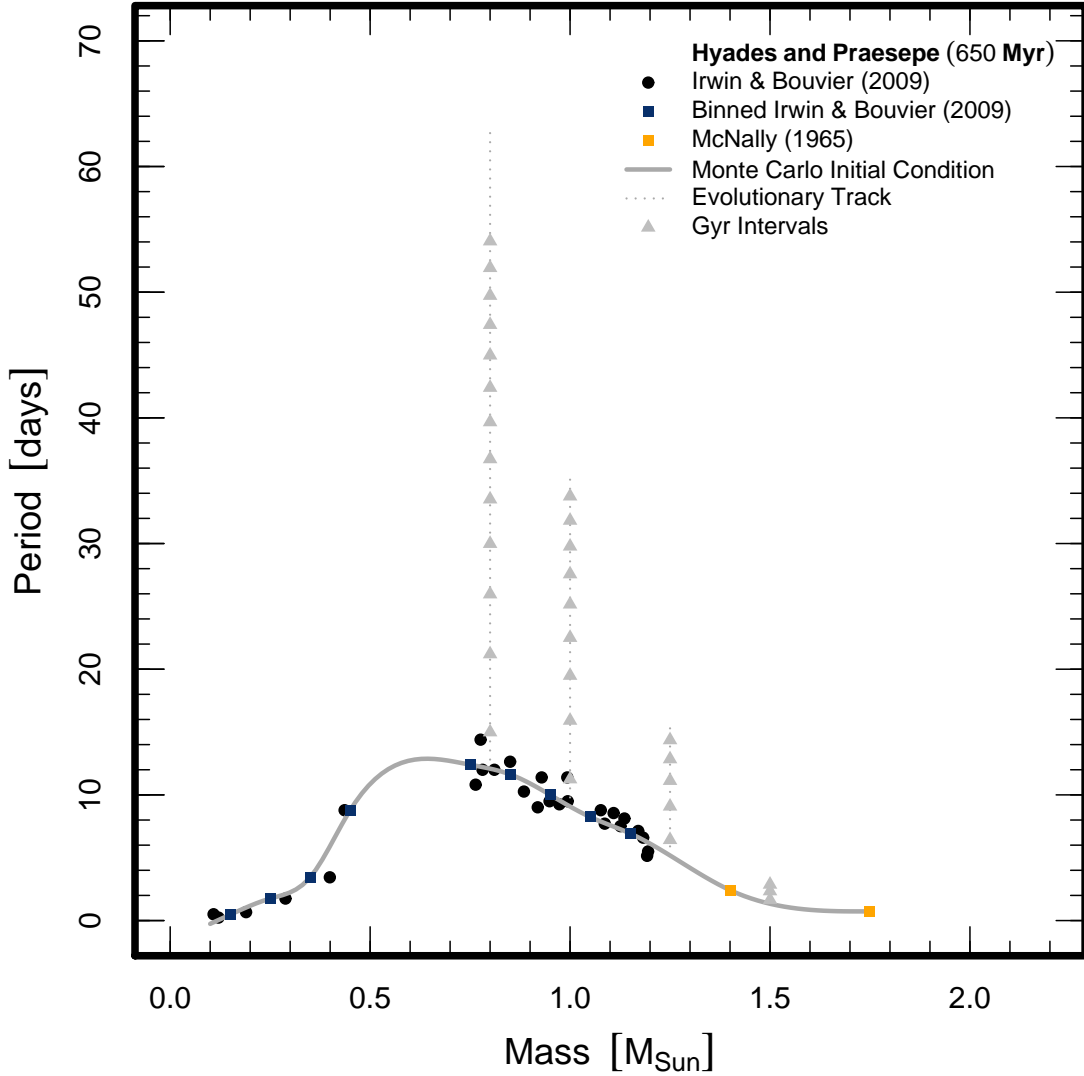 Hyades and Praesepe (650 Myr)
Irwin & Bouvier (2009)
Binned Irwin & Bouvier (2009)
McNally (1965)
Monte Carlo Initial Condition
Evolutionary Track
Gyr Intervals
70
60
50
40
30
20
10
0
Period [days]
0.0 0.5 1.0 1.5 2.0
Mass [M_Sun]